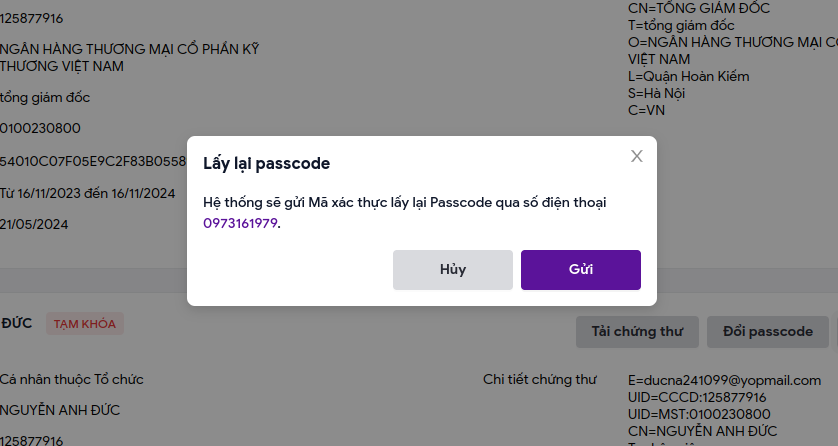 125877916
NGÂN HÀNG THƯƠNG MẠI CỔ PHẦN KỸ
THƯƠNG VIỆT NAM
tổng giám đốc
0100230800
54010C07F05E9C2F83B0558
Từ 16/11/2023 đến 16/11/2024
21/05/2024
CN=TỔNG GIÁM ĐỐC
T=tổng giám đốc
O=NGÂN HÀNG THƯƠNG MẠI
VIỆT NAM
L=Quận Hoàn Kiếm
S=Hà Nội
C=VN
Lấy lại passcode
X
Hệ thống sẽ gửi Mã xác thực lấy lại Passcode qua số điện thoại
0973161979.
Hủy
Gửi
ĐỨC
TẠM KHÓA
Tải chứng thư
Đổi passcode
Cá nhân thuộc Tổ chức
NGUYỄN ANH ĐỨC
125877916
Chi tiết chứng thư
E=ducna241099@yopmail.com
UID=CCCD:125877916
UID=MST:0100230800
CN=NGUYỄN ANH ĐỨC